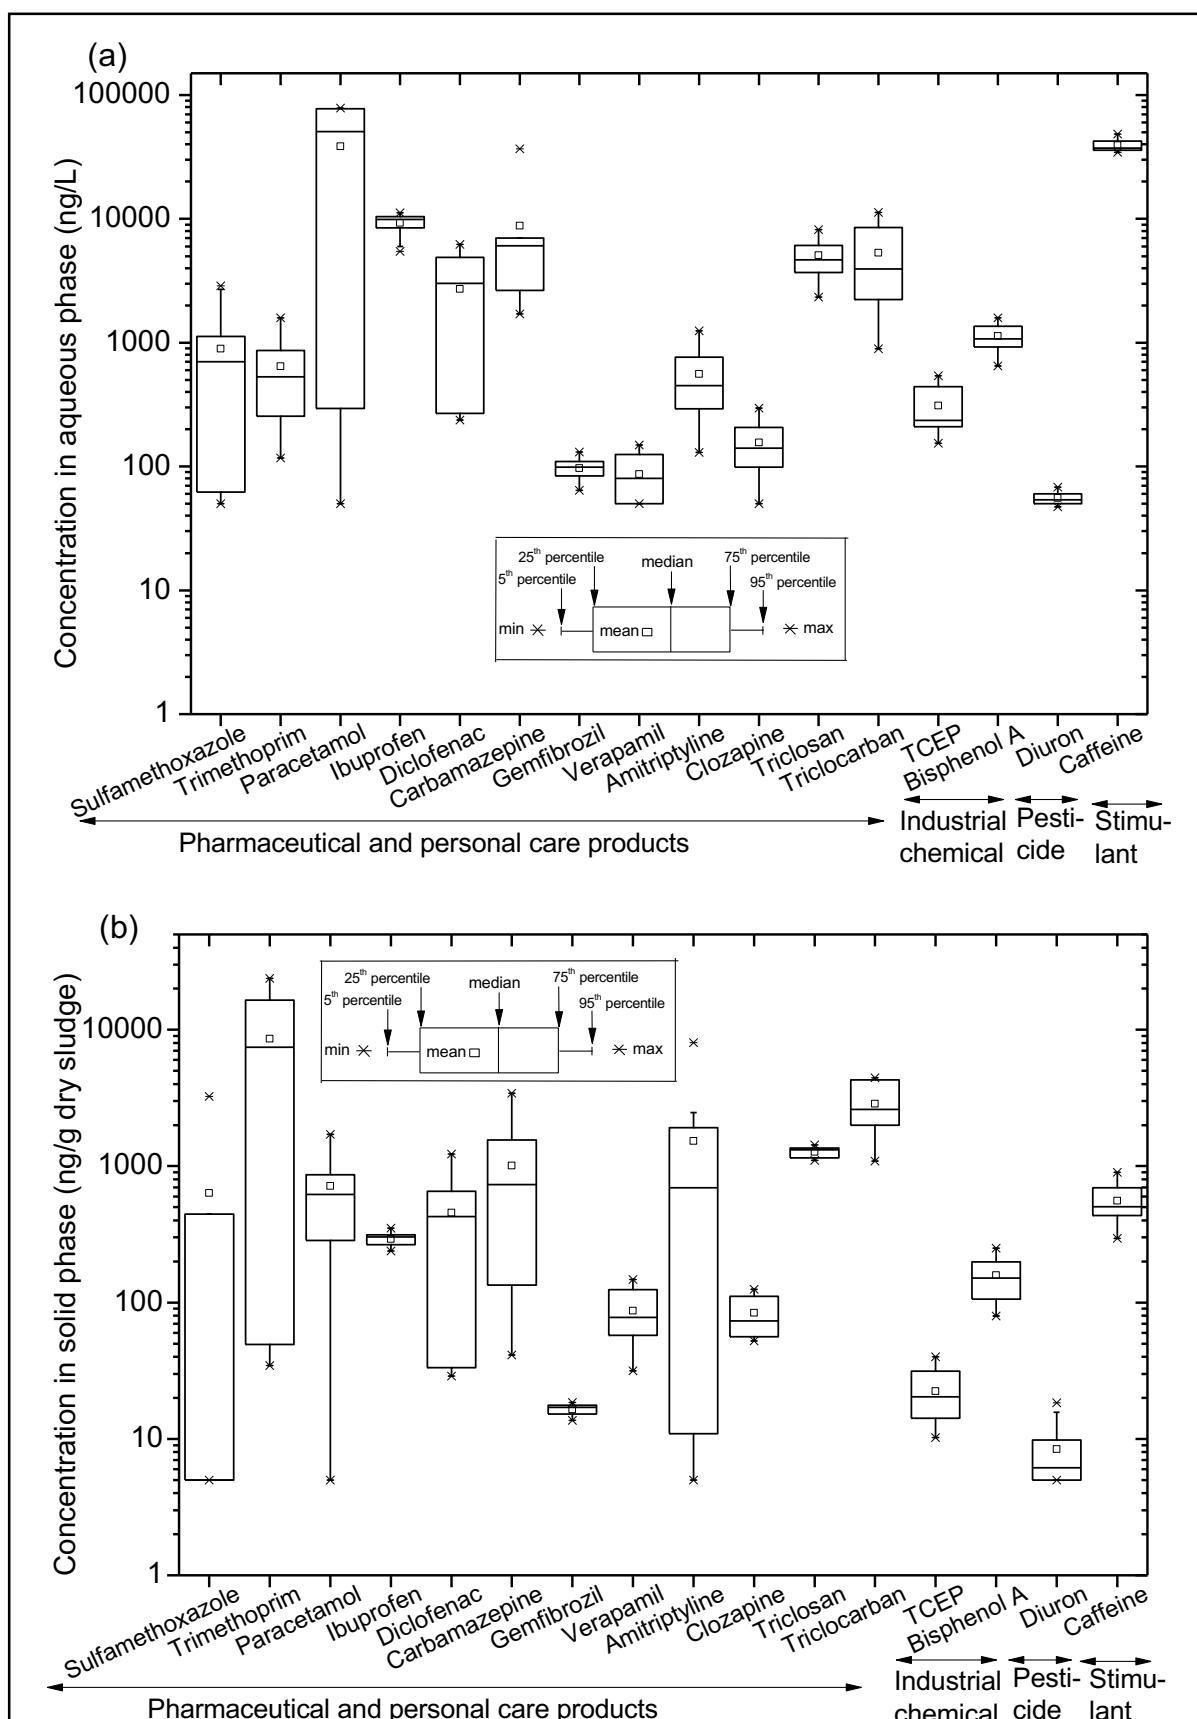 (a)
Concentration in aqueous phase (ng/L)
100000
10000
1000
100
10
1
25th percentile
5th percentile
median
75th percentile
95th percentile
min
mean
max
Sulfamethoxazole
Trimethoprim
Paracetamol
Ibuprofen
Diclofenac
Carbamazepine
Gemfibrozil
Verapamil
Amitriptyline
Clozapine
Triclosan
Triclocarban
TCEP
Bisphenol A
Diuron
Caffeine
Pharmaceutical and personal care products
Industrial
chemical
Pesti-
cide
Stimu-
lant
(b)
Concentration in solid phase (ng/g dry sludge)
10000
1000
100
10
1
25th percentile
5th percentile
median
75th percentile
95th percentile
min
mean
max
Sulfamethoxazole
Trimethoprim
Paracetamol
Ibuprofen
Diclofenac
Carbamazepine
Gemfibrozil
Verapamil
Amitriptyline
Clozapine
Triclosan
Triclocarban
TCEP
Bisphenol A
Diuron
Caffeine
Pharmaceutical and personal care products
Industrial
chemical
Pesti-
cide
Stimu-
lant